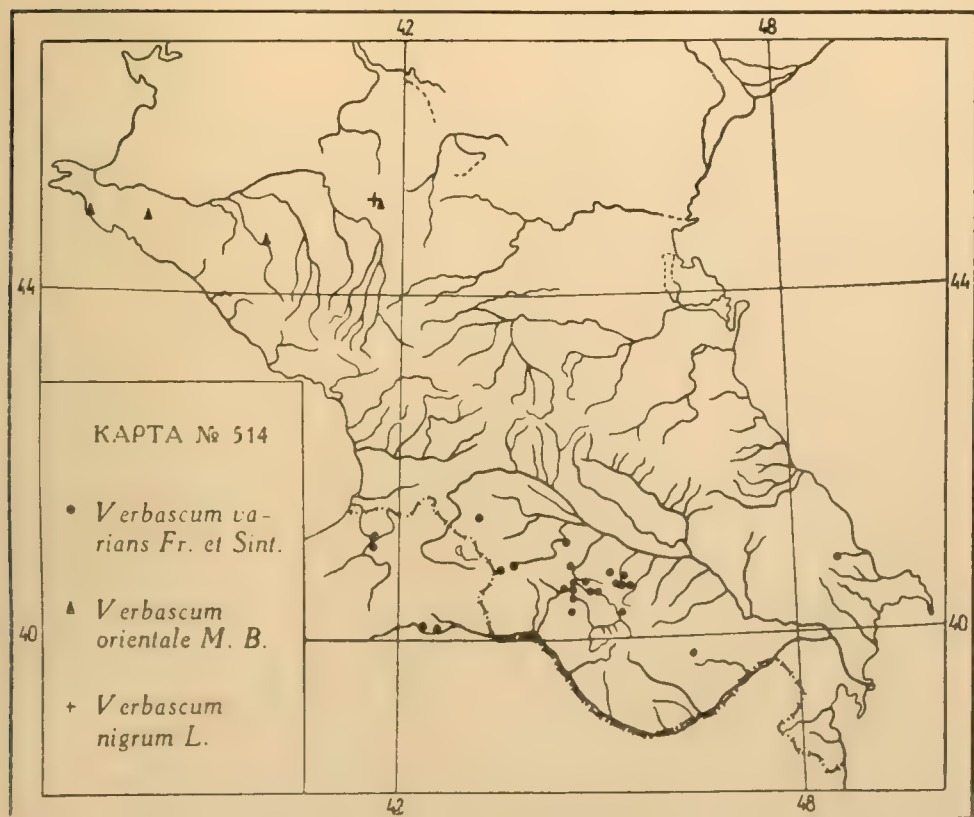 42
48
44
44
КАРТА № 514
Verbascum va-
rians Fr. et Sint.
Verbascum
orientale M. B.
Verbascum
nigrum L.
40
40
42
48